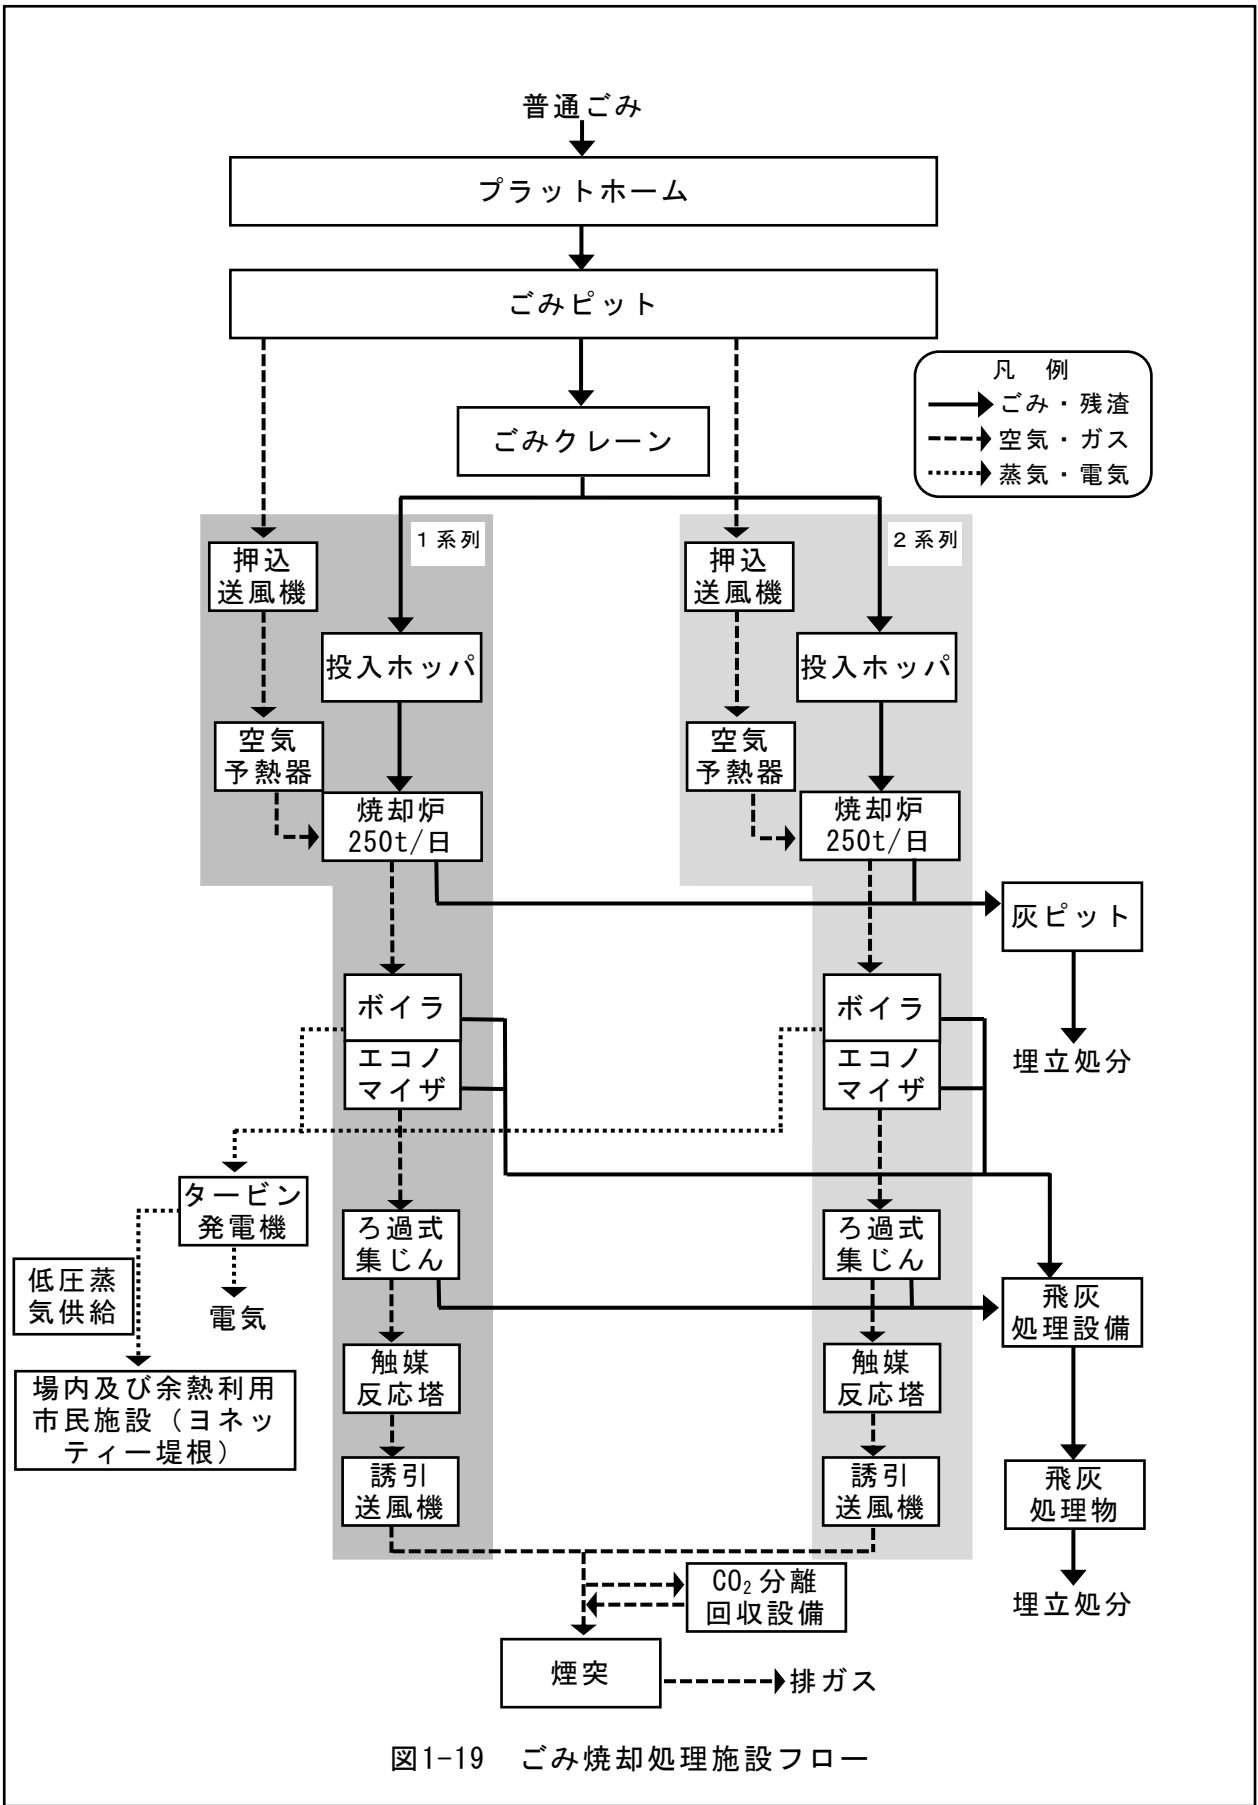 普通ごみ
プラットホーム
ごみピット
凡　例
ごみ・残渣
空気・ガス
蒸気・電気
ごみクレーン
1系列
2系列
押込
送風機
押込
送風機
投入ホッパ
投入ホッパ
空気
予熱器
空気
予熱器
焼却炉
250t/日
焼却炉
250t/日
灰ピット
埋立処分
ボイラ
ボイラ
エコノ
マイザ
エコノ
マイザ
タービン
発電機
電気
低圧蒸
気供給
場内及び余熱利用
市民施設（ヨネッ
ティー堤根）
ろ過式
集じん
ろ過式
集じん
飛灰
処理設備
触媒
反応塔
触媒
反応塔
誘引
送風機
誘引
送風機
飛灰
処理物
埋立処分
CO₂分離
回収設備
煙突
排ガス
図1-19　ごみ焼却処理施設フロー